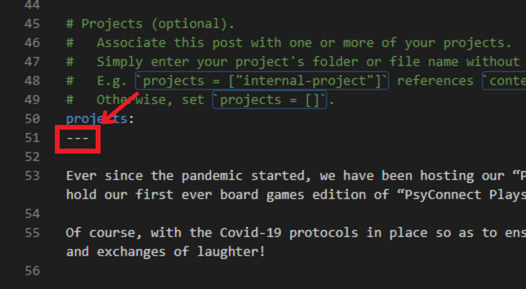 44
45 # Projects (optional).
46 #   Associate this post with one or more of your projects.
47 #   Simply enter your project's folder or file name without
48 #   E.g. `projects = ["internal-project"]` references `conte
49 #   Otherwise, set `projects = []`.
50 projects:
51 ---
52
53 Ever since the pandemic started, we have been hosting our “P
hold our first ever board games edition of “PsyConnect Plays
54
55 Of course, with the Covid-19 protocols in place so as to ens
and exchanges of laughter!
56